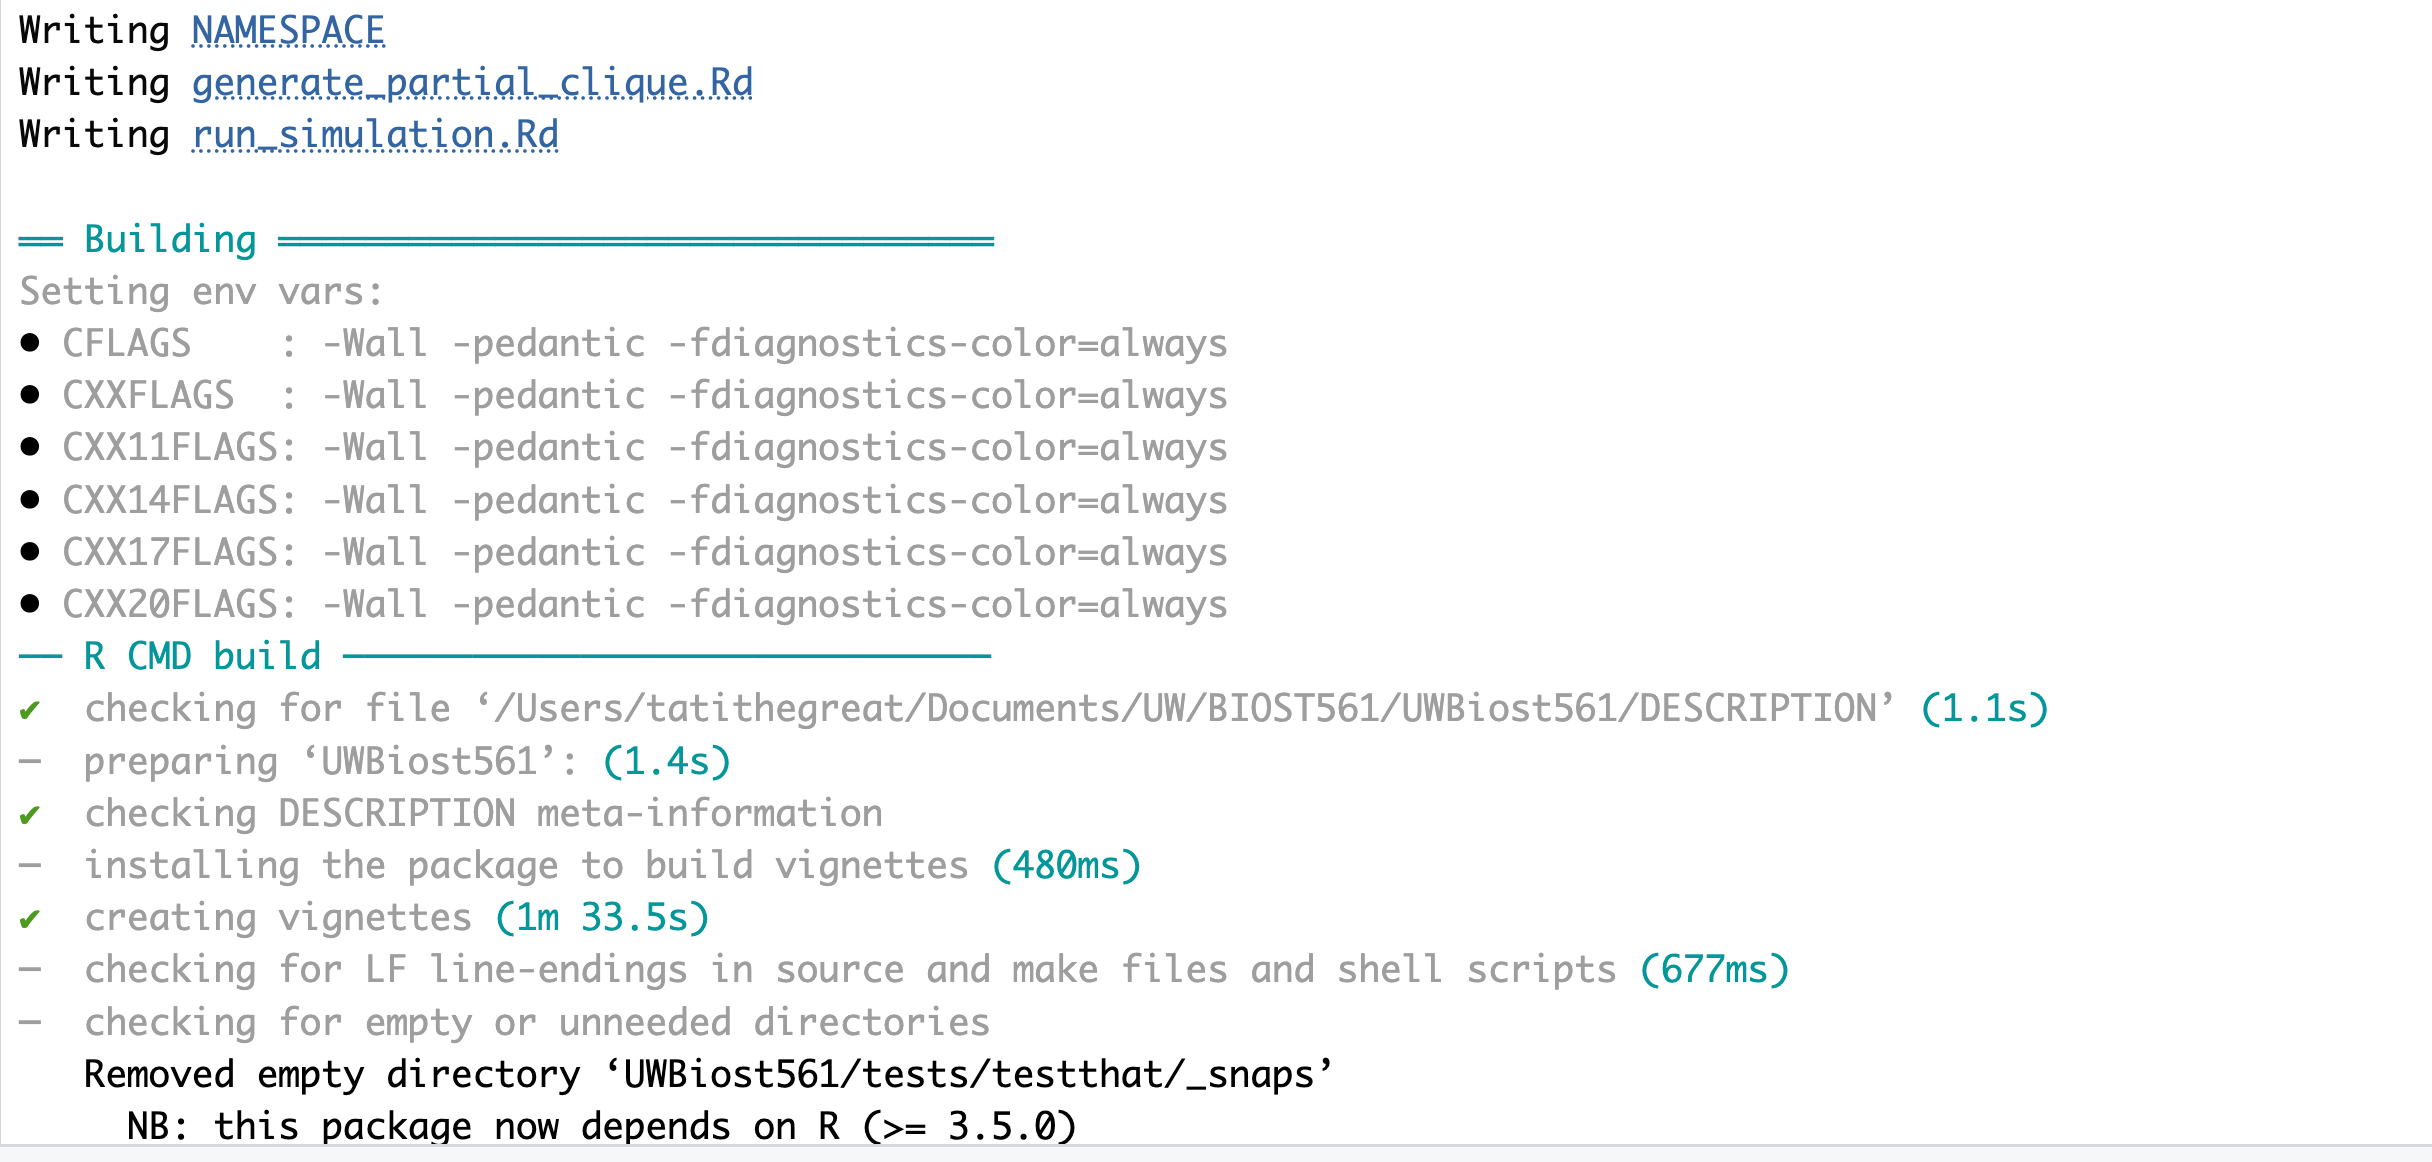 Writing NAMESPACE
Writing generate_partial_clique.Rd
Writing run_simulation.Rd
══ Building ═════════════════════════════════
Setting env vars:
● CFLAGS    : -Wall -pedantic -fdiagnostics-color=always
● CXXFLAGS  : -Wall -pedantic -fdiagnostics-color=always
● CXX11FLAGS: -Wall -pedantic -fdiagnostics-color=always
● CXX14FLAGS: -Wall -pedantic -fdiagnostics-color=always
● CXX17FLAGS: -Wall -pedantic -fdiagnostics-color=always
● CXX20FLAGS: -Wall -pedantic -fdiagnostics-color=always
── R CMD build ──────────────────────────────
✔  checking for file ‘/Users/tatithegreat/Documents/UW/BIOST561/UWBiost561/DESCRIPTION’ (1.1s)
─  preparing ‘UWBiost561’: (1.4s)
✔  checking DESCRIPTION meta-information
─  installing the package to build vignettes (480ms)
✔  creating vignettes (1m 33.5s)
─  checking for LF line-endings in source and make files and shell scripts (677ms)
─  checking for empty or unneeded directories
   Removed empty directory ‘UWBiost561/tests/testthat/_snaps’
     NB: this package now depends on R (>= 3.5.0)